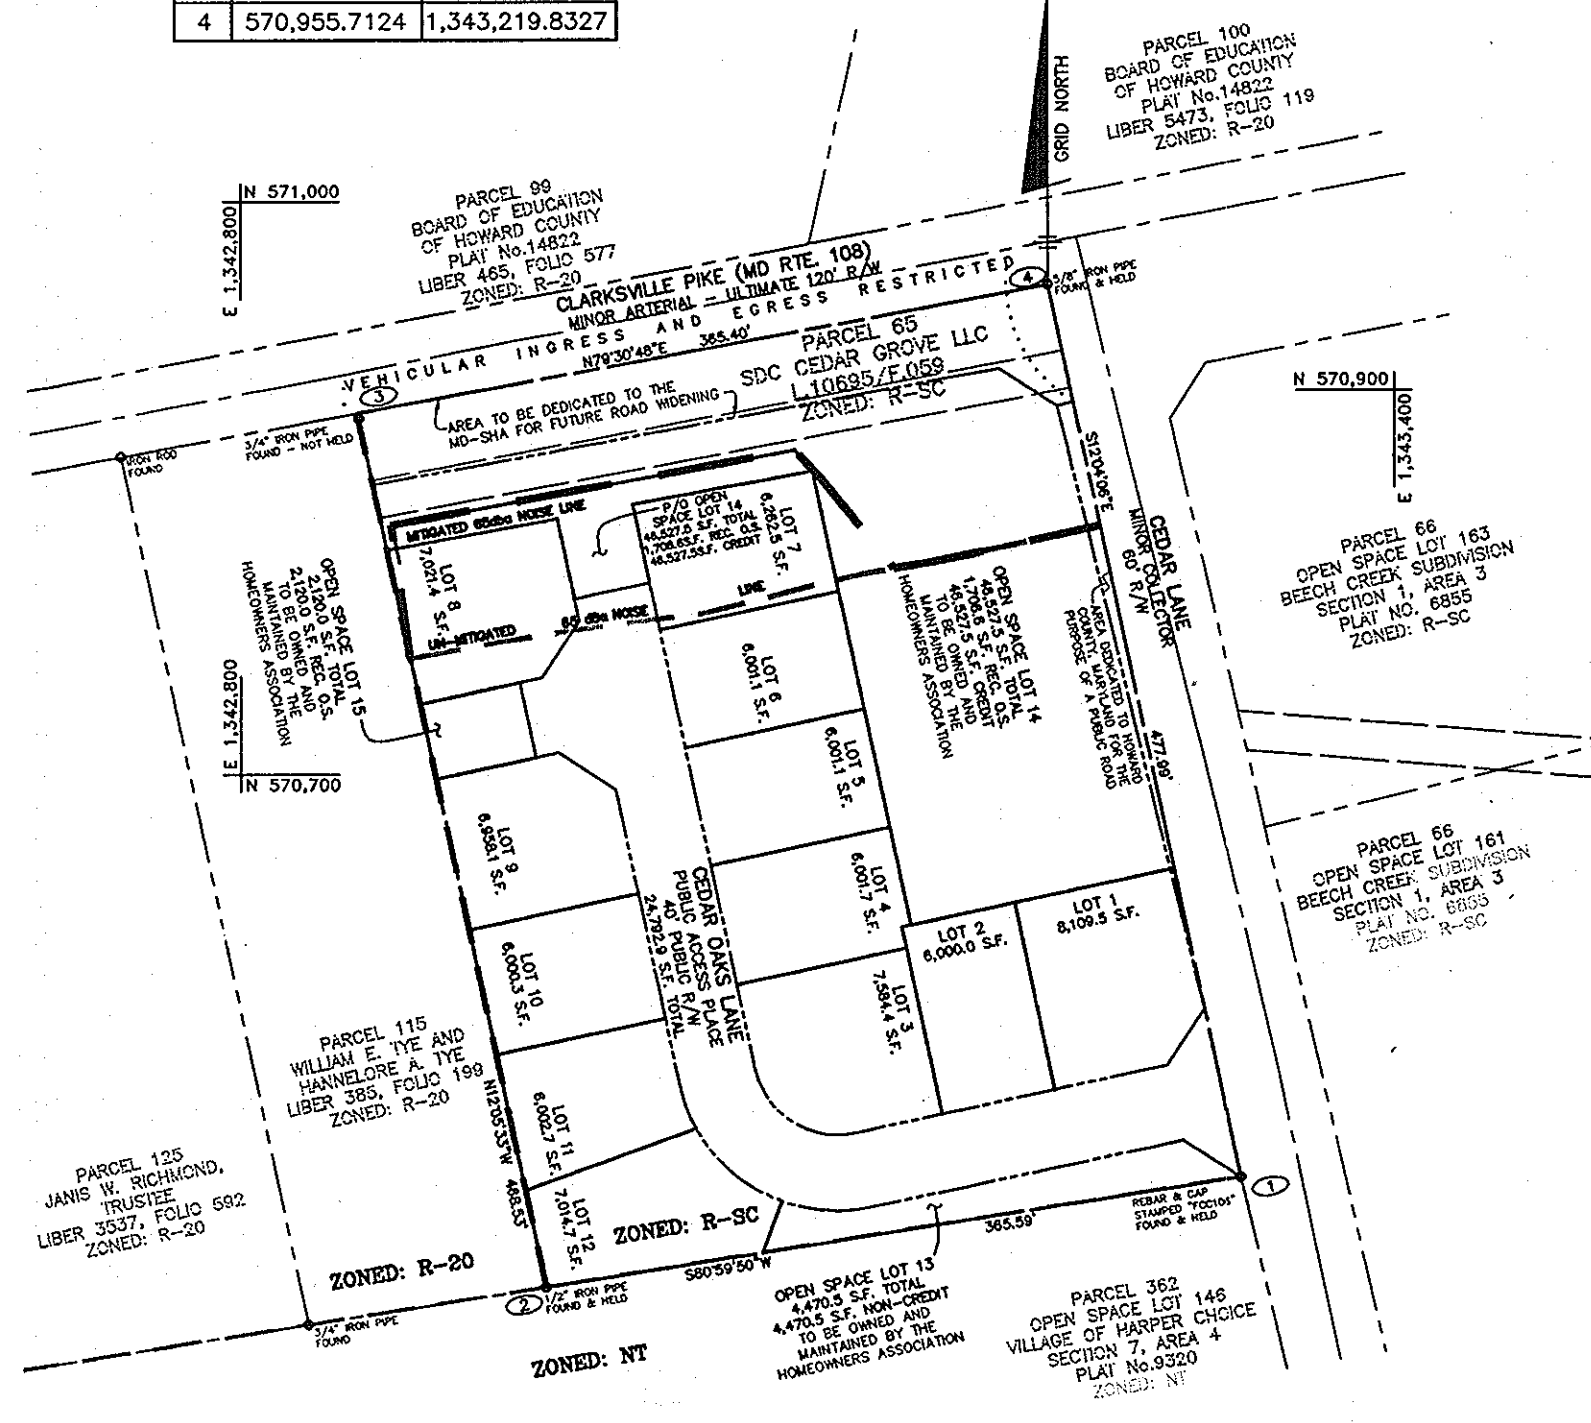 4 570,955.7124 1,343,219.8327
GRID NORTH
PARCEL 100
BOARD OF EDUCATION
OF HOWARD COUNTY
PLAT No.14822
LIBER 5473, FOLIO 119
ZONED: R-20
N 571,000
E 1,342,800
PARCEL 99
BOARD OF EDUCATION
OF HOWARD COUNTY
PLAT No.14822
LIBER 465, FOLIO 577
ZONED: R-20
CLARKSVILLE PIKE (MD RTE. 108)
MINOR ARTERIAL - ULTIMATE 120' R/W
VEHICULAR INGRESS AND EGRESS RESTRICTED
N79°30'48"E 365.40'
4
5/8" IRON PIPE
FOUND & HELD
PARCEL 65
SDC CEDAR GROVE LLC
L.10695/F.059
ZONED: R-SC
3
3/4" IRON PIPE
FOUND - NOT HELD
IRON ROD
FOUND
AREA TO BE DEDICATED TO THE
MD-SHA FOR FUTURE ROAD WIDENING
N 570,900
E 1,343,400
S12°04'06"E
477.99'
CEDAR LANE
MINOR COLLECTOR
60' R/W
AREA DEDICATED TO HOWARD
COUNTY, MARYLAND FOR THE
PURPOSE OF A PUBLIC ROAD
PARCEL 66
OPEN SPACE LOT 163
BEECH CREEK SUBDIVISION
SECTION 1, AREA 3
PLAT NO. 6855
ZONED: R-SC
MITIGATED 65dba NOISE LINE
P/O OPEN
SPACE LOT 14
46,527.5 S.F. TOTAL
1,706.6S.F. REC. O.S.
46,527.5S.F. CREDIT
LOT 7
6,262.5 S.F.
LOT 8
7,021.4 S.F.
UN-MITIGATED 65 dba NOISE LINE
OPEN SPACE LOT 15
2,120.0 S.F. TOTAL
2,120.0 S.F. REC. O.S.
TO BE OWNED AND
MAINTAINED BY THE
HOMEOWNERS ASSOCIATION
OPEN SPACE LOT 14
46,527.5 S.F. TOTAL
1,706.6 S.F. REC. O.S.
46,527.5 S.F. CREDIT
TO BE OWNED AND
MAINTAINED BY THE
HOMEOWNERS ASSOCIATION
E 1,342,800
N 570,700
LOT 6
6,001.1 S.F.
LOT 5
6,001.1 S.F.
LOT 9
6,958.1 S.F.
LOT 4
6,001.7 S.F.
CEDAR OAKS LANE
PUBLIC ACCESS PLACE
40' PUBLIC R/W
24,792.9 S.F. TOTAL
LOT 1
8,109.5 S.F.
LOT 2
6,000.0 S.F.
LOT 3
7,584.4 S.F.
LOT 10
6,000.3 S.F.
PARCEL 66
OPEN SPACE LOT 161
BEECH CREEK SUBDIVISION
SECTION 1, AREA 3
PLAT NO. 6855
ZONED: R-SC
PARCEL 115
WILLIAM E. TYE AND
HANNELORE A. TYE
LIBER 385, FOLIO 199
ZONED: R-20
N12°05'33"W 468.53'
LOT 11
6,002.7 S.F.
LOT 12
7,014.7 S.F.
PARCEL 125
JANIS W. RICHMOND,
TRUSTEE
LIBER 3537, FOLIO 592
ZONED: R-20
ZONED: R-20
ZONED: R-SC
1
REBAR & CAP
STAMPED "FCC106"
FOUND & HELD
S80°59'50"W 365.59'
2
1/2" IRON PIPE
FOUND & HELD
3/4" IRON PIPE
FOUND
OPEN SPACE LOT 13
4,470.5 S.F. TOTAL
4,470.5 S.F. NON-CREDIT
TO BE OWNED AND
MAINTAINED BY THE
HOMEOWNERS ASSOCIATION
PARCEL 362
OPEN SPACE LOT 146
VILLAGE OF HARPER CHOICE
SECTION 7, AREA 4
PLAT No.9320
ZONED: NT
ZONED: NT